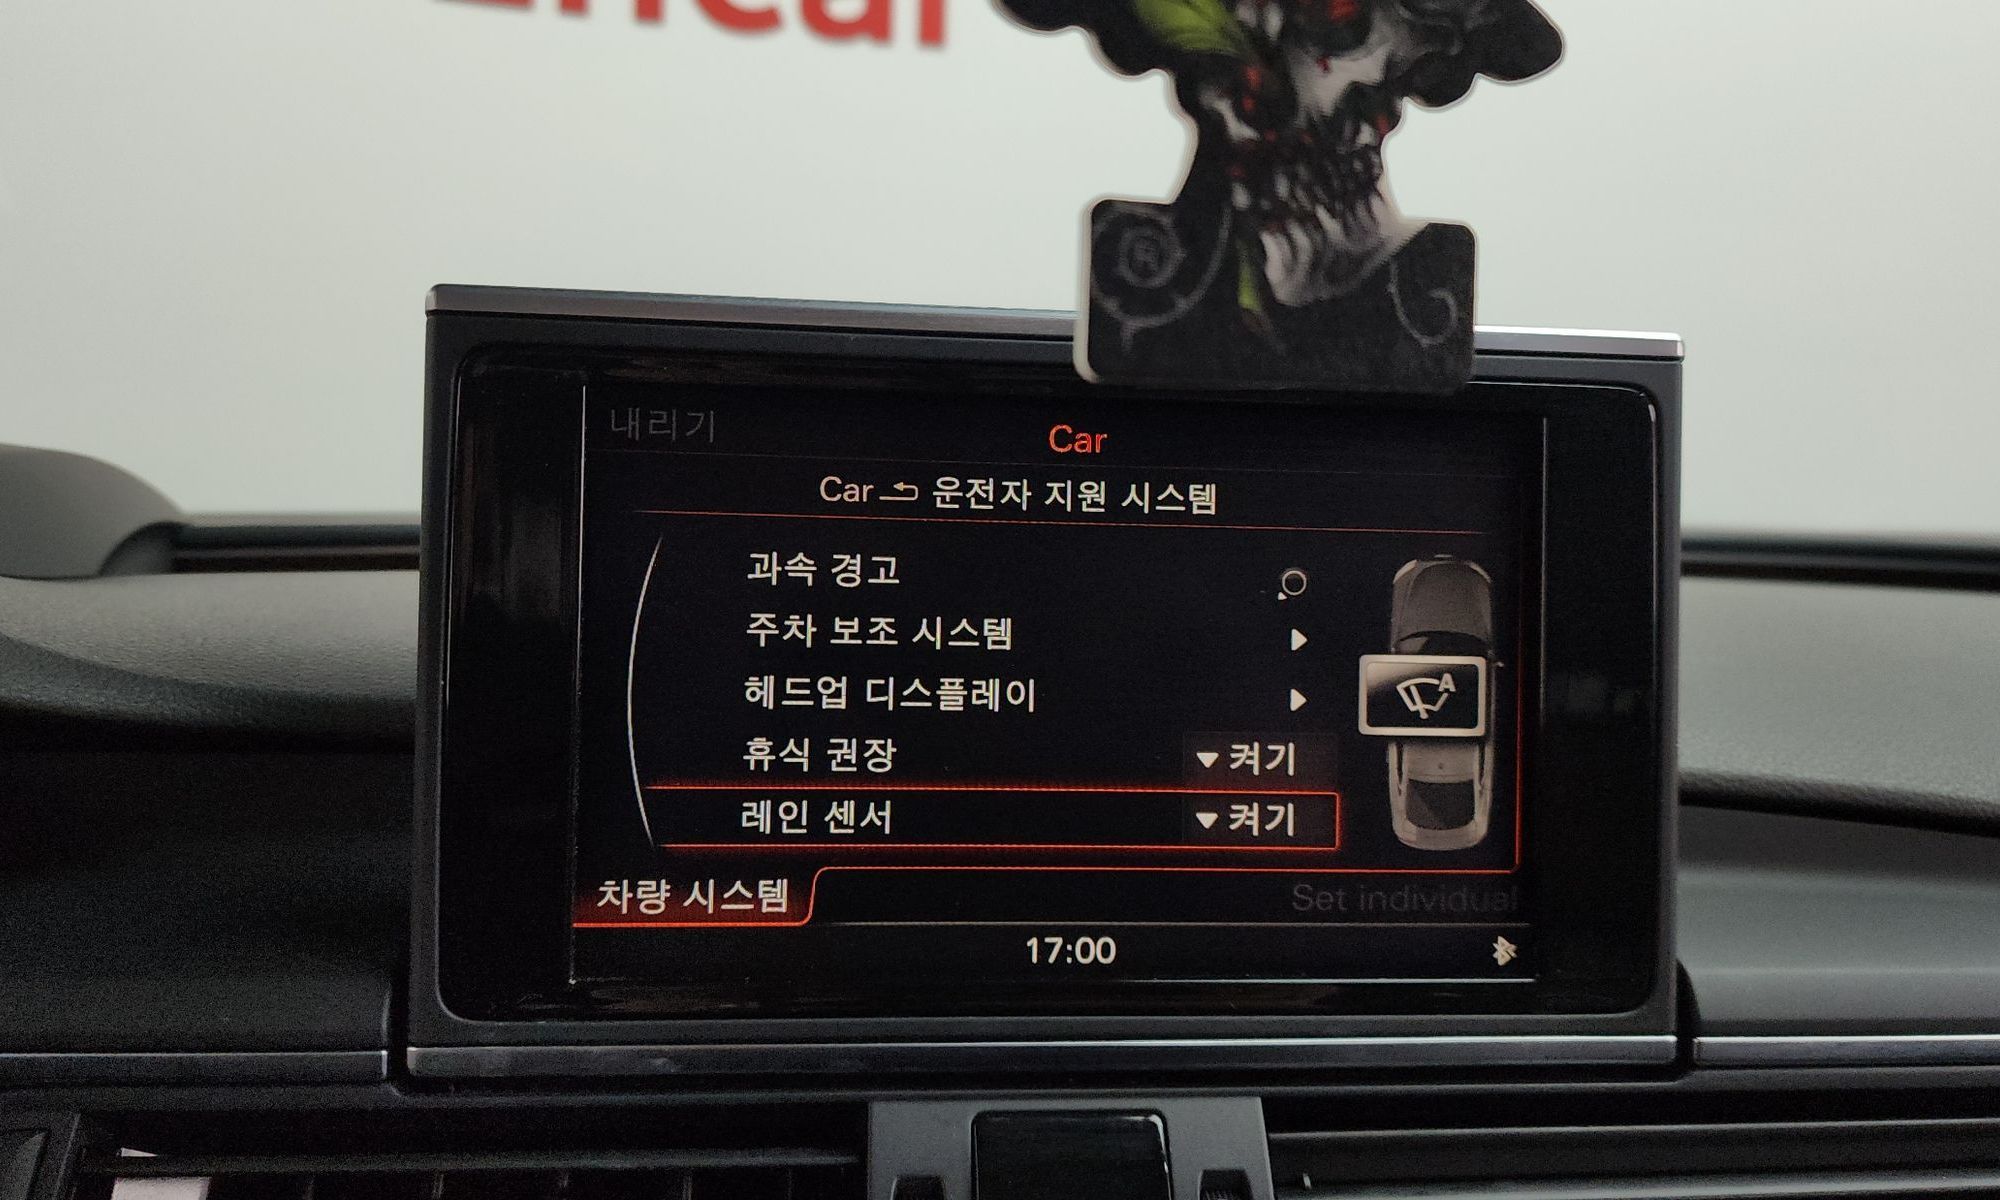 Encar
내리기
Car
Car 운전자 지원 시스템
과속 경고
주차 보조 시스템
헤드업 디스플레이
휴식 권장 켜기
레인 센서 켜기
A
차량 시스템
Set individual
17:00